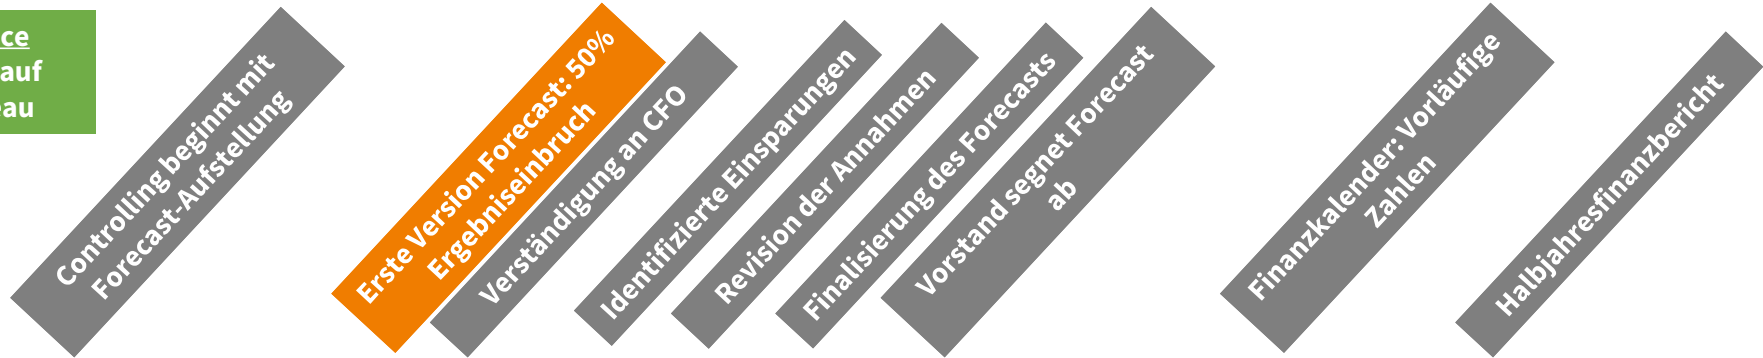 ce
auf
eau
Controlling beginnt mit
Forecast-Aufstellung
Erste Version Forecast: 50%
Ergebniseinbruch
Verständigung an CFO
Identifizierte Einsparungen
Revision der Annahmen
Finalisierung des Forecasts
Vorstand segnet Forecast
ab
Finanzkalender: Vorläufige
Zahlen
Halbjahresfinanzbericht